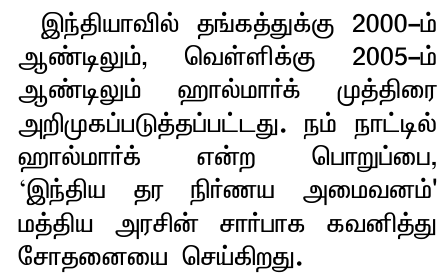 இந்தியாவில் தங்கத்துக்கு 2000-ம்
ஆண்டிலும், வெள்ளிக்கு 2005-ம்
ஆண்டிலும் ஹால்மார்க் முத்திரை
அறிமுகப்படுத்தப்பட்டது. நம் நாட்டில்
ஹால்மார்க் என்ற பொறுப்பை,
‘இந்திய தர நிர்ணய அமைவனம்'
மத்திய அரசின் சார்பாக கவனித்து
சோதனையை செய்கிறது.